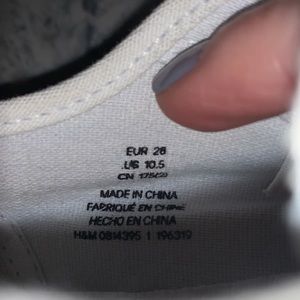 EUR 28
US 10.5
CN
MADE IN CHINA
FABRIQUÉ EN CHINE
HECHO EN CHINA
H&M 0814395 1 196319